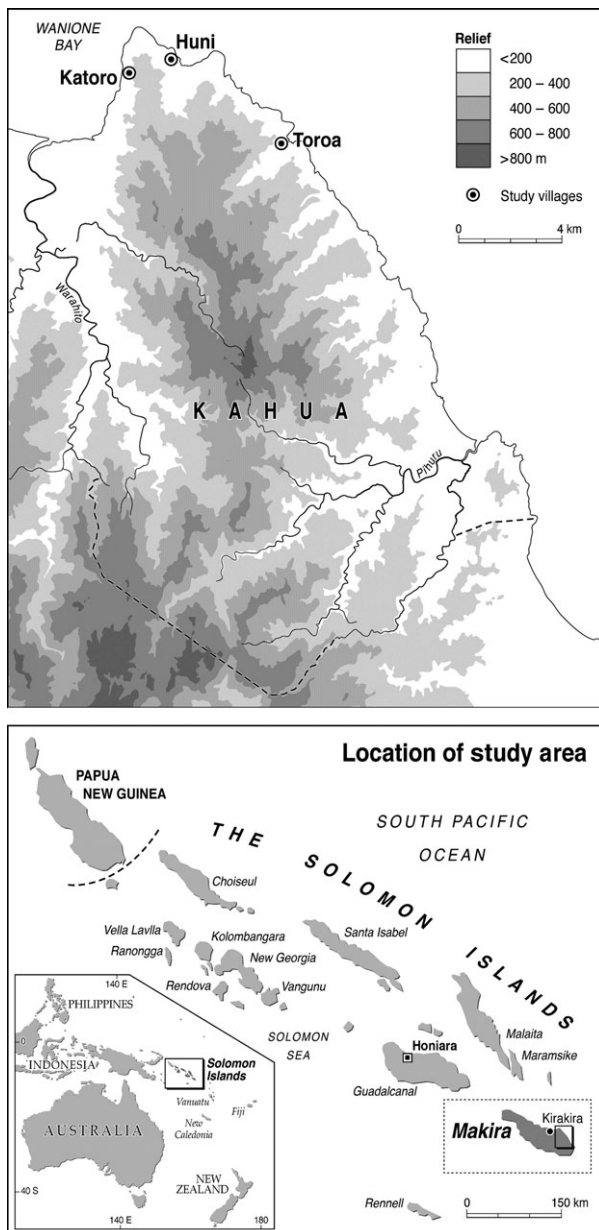 WANIONE
BAY
Huni
Katoro
Toroa
Relief
<200
200 – 400
400 – 600
600 – 800
>800 m
Study villages
0 4 km
Warahito
KAHUA
Pihuru
Location of study area
PAPUA
NEW GUINEA
SOUTH PACIFIC
OCEAN
THE SOLOMON ISLANDS
Choiseul
Vella Lavlla
Ranongga
Kolombangara
New Georgia
Rendova
Vangunu
Santa Isabel
SOLOMON
SEA
Honiara
Guadalcanal
Malaita
Maramsike
Makira
Kirakira
Rennell
0 150 km
140 E
PHILIPPINES
0
INDONESIA
Solomon
Islands
Vanuatu
Fiji
New
Caledonia
AUSTRALIA
NEW
ZEALAND
40 S
140 E
180